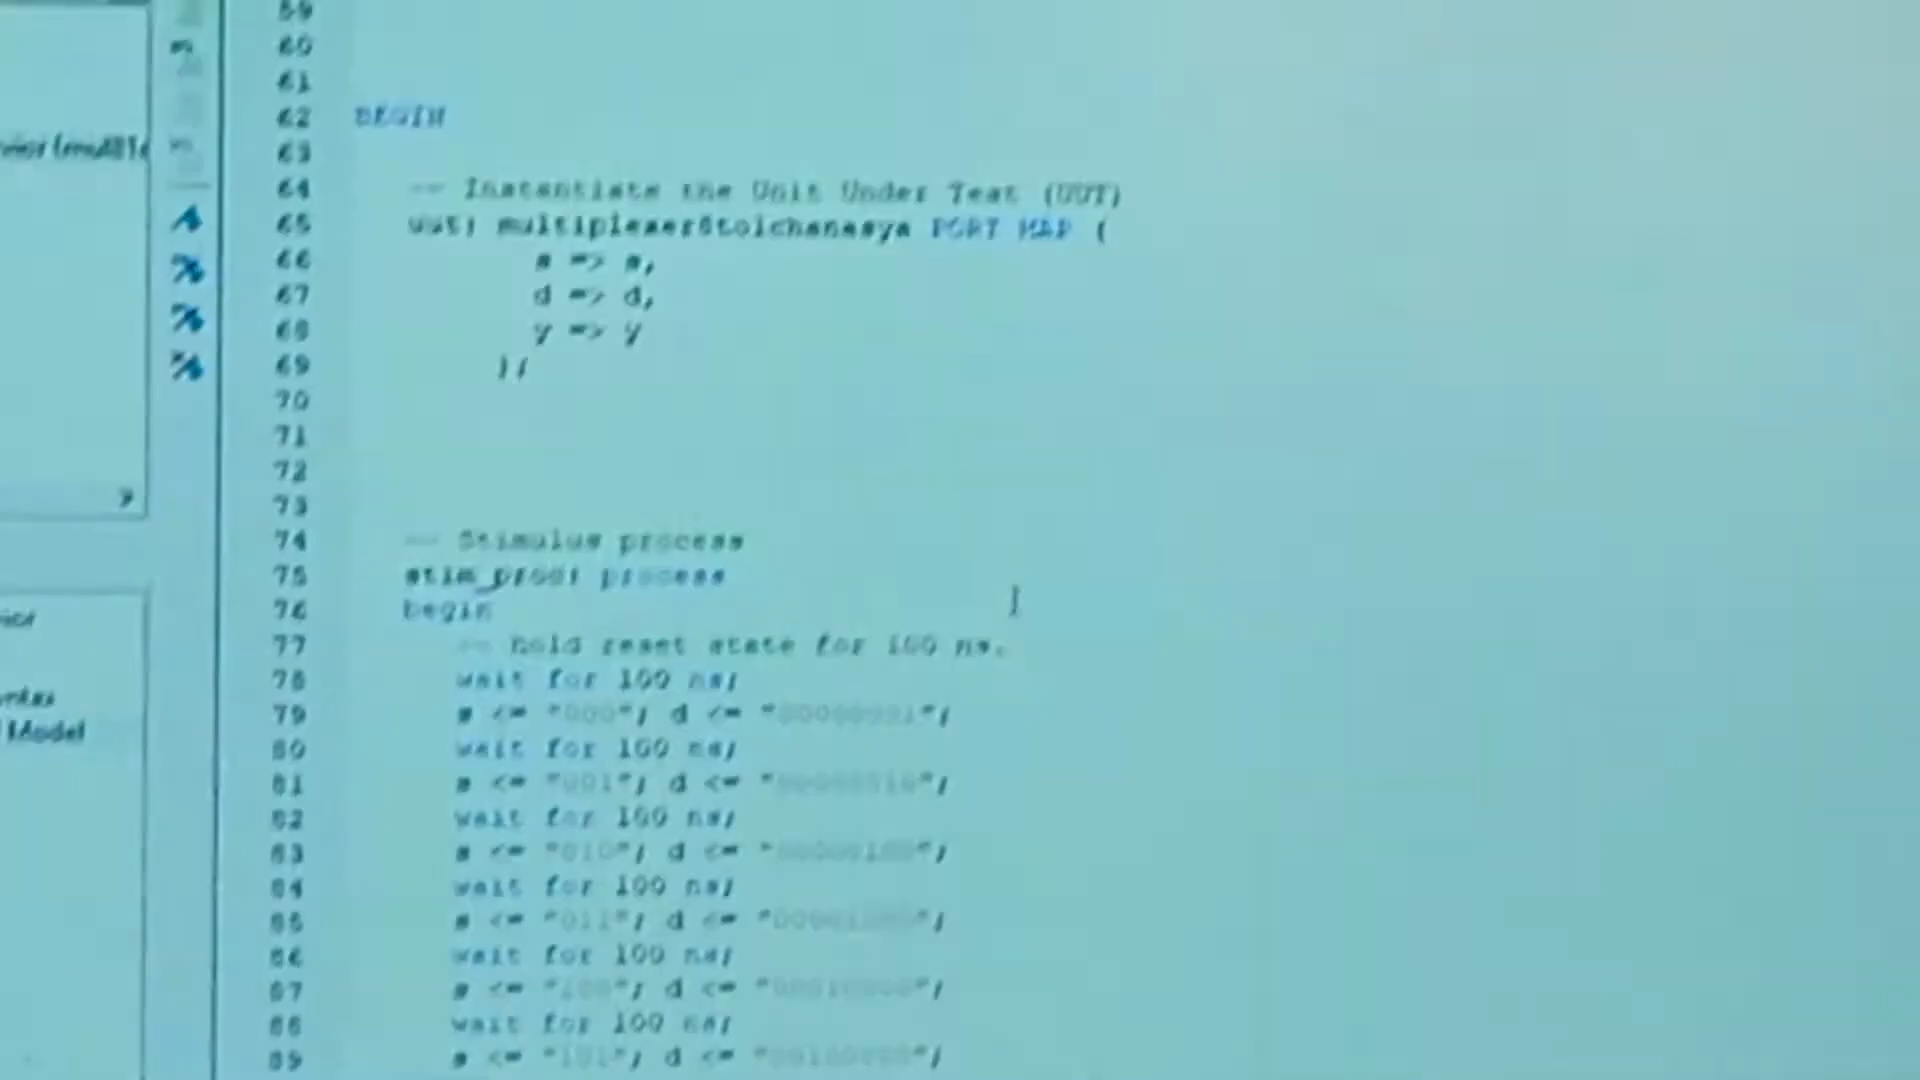 59
60
61
62 BEGIN
63
64 -- Instantiate the Unit Under Test (UUT)
65 uut: multiplexer8to1chanasya PORT MAP (
66 s => s,
67 d => d,
68 y => y
69 );
70
71
72
73
74 -- Stimulus process
75 stim_proc: process
76 begin
77 -- hold reset state for 100 ns.
78 wait for 100 ns;
79 s <= "000"; d <= "00000001";
80 wait for 100 ns;
81 s <= "001"; d <= "00000010";
82 wait for 100 ns;
83 s <= "010"; d <= "00000100";
84 wait for 100 ns;
85 s <= "011"; d <= "00001000";
86 wait for 100 ns;
87 s <= "100"; d <= "00010000";
88 wait for 100 ns;
89 s <= "101"; d <= "00100000";
Model